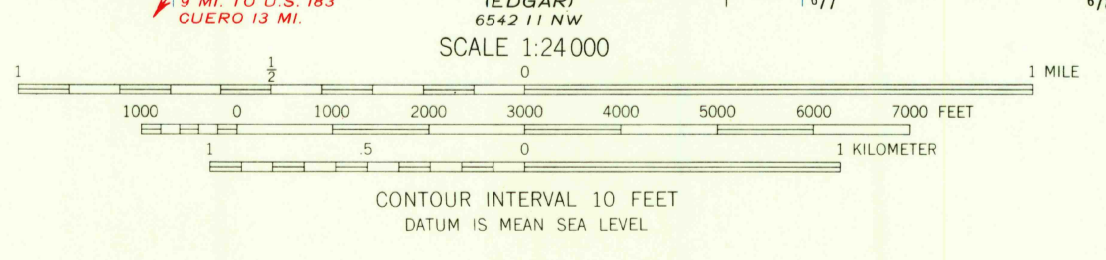 9 MI. TO U.S. 183
CUERO 13 MI.
(EDGAR)
6542 II NW
SCALE 1:24 000
1 1/2 0 1 MILE
1000 0 1000 2000 3000 4000 5000 6000 7000 FEET
1 .5 0 1 KILOMETER
CONTOUR INTERVAL 10 FEET
DATUM IS MEAN SEA LEVEL